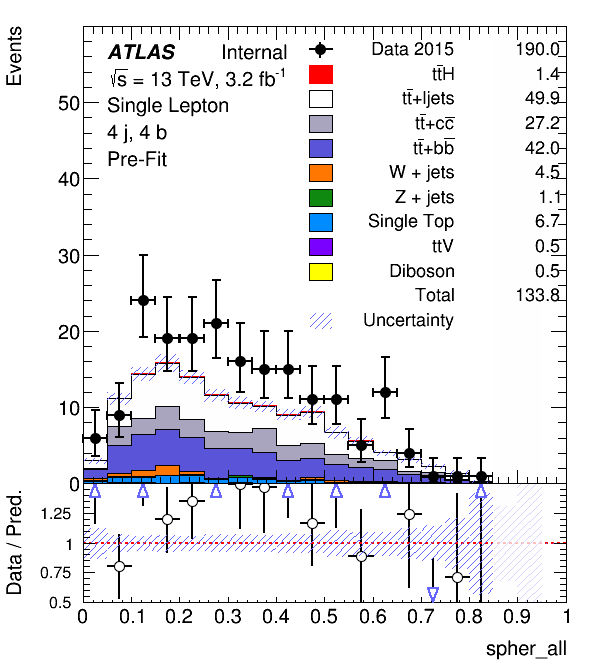 Events
ATLAS Internal
√s = 13 TeV, 3.2 fb⁻¹
Single Lepton
4 j, 4 b
Pre-Fit
Data 2015 190.0
tt̄H 1.4
tt̄+ljets 49.9
tt̄+cc̄ 27.2
tt̄+bb̄ 42.0
W + jets 4.5
Z + jets 1.1
Single Top 6.7
ttV 0.5
Diboson 0.5
Total 133.8
Uncertainty
50
40
30
20
10
0
Data / Pred.
1.25
1
0.75
0.5
0 0.1 0.2 0.3 0.4 0.5 0.6 0.7 0.8 0.9 1
spher_all